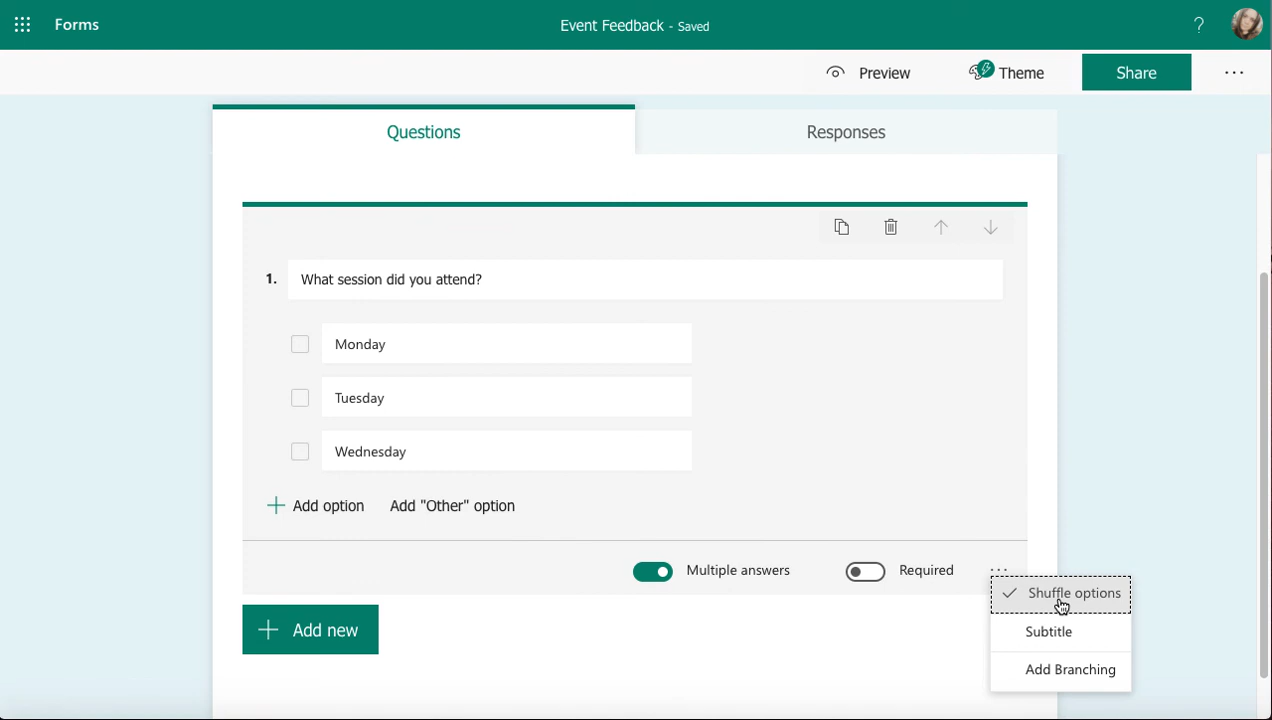 Forms
Event Feedback - Saved
?
Preview
Theme
Share
...
Questions
Responses
1.
What session did you attend?
Monday
Tuesday
Wednesday
+ Add option
Add "Other" option
Multiple answers
Required
...
Shuffle options
Subtitle
Add Branching
+ Add new